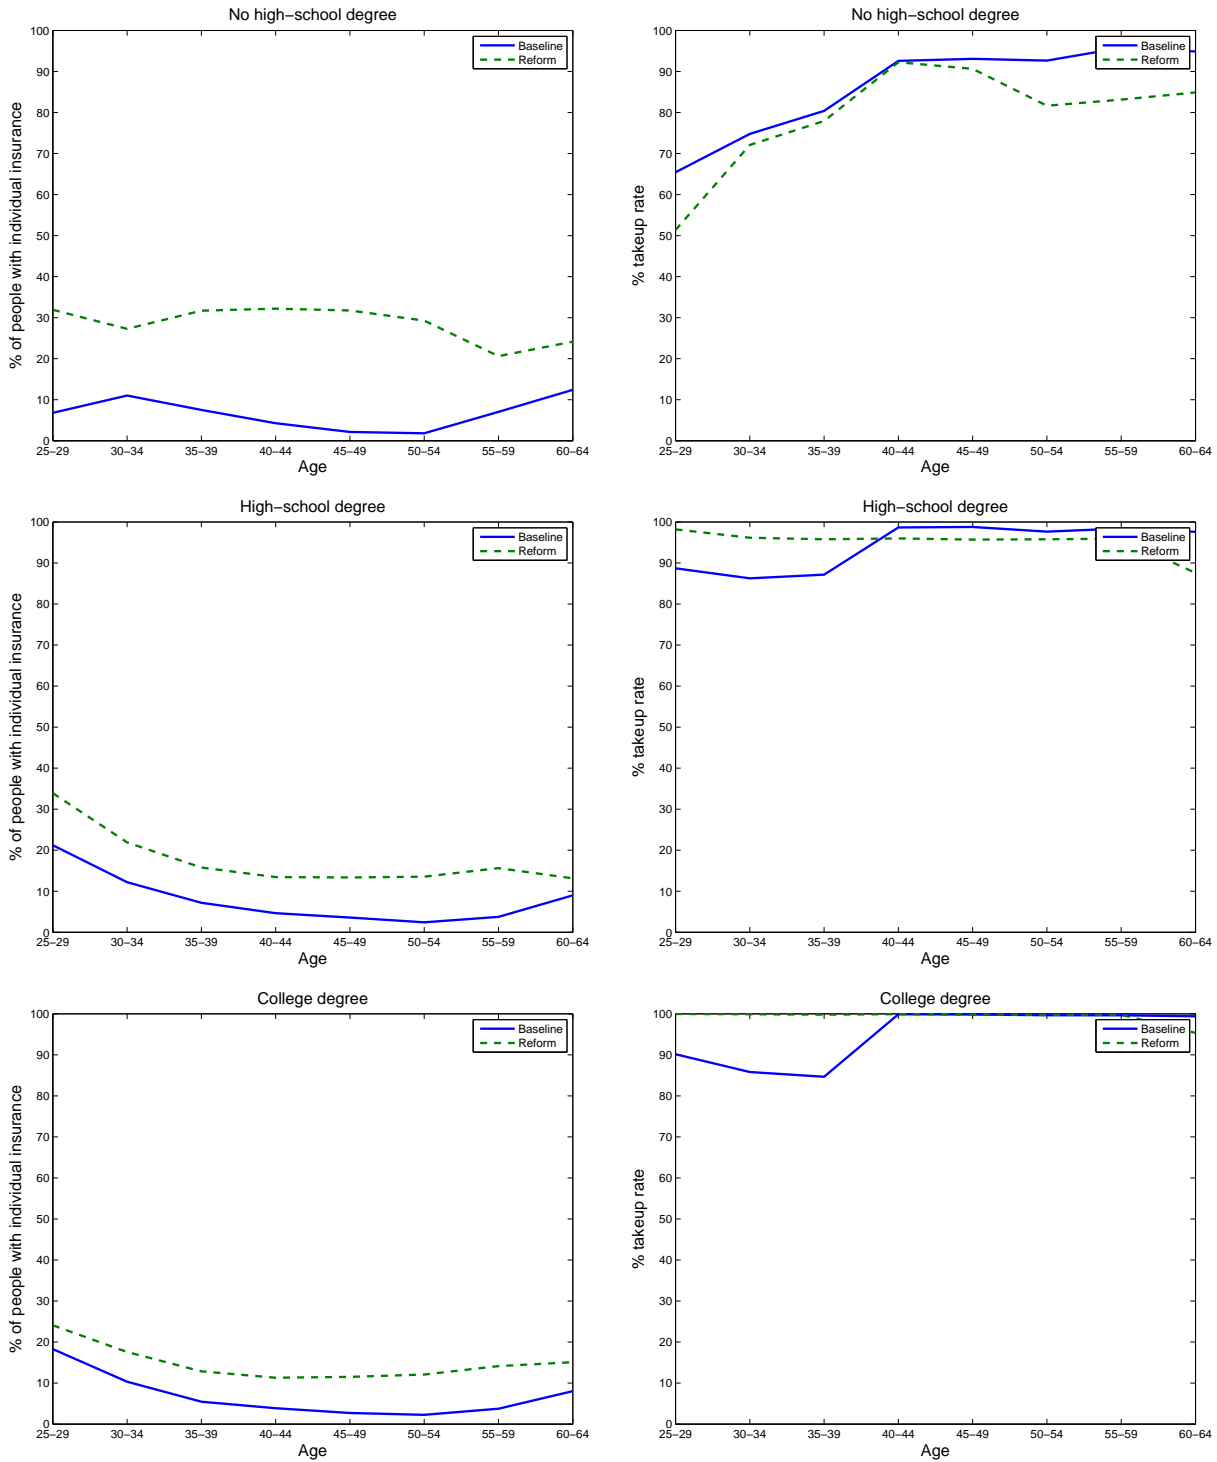 No high−school degree
% of people with individual insurance
100
90
80
70
60
50
40
30
20
10
0
25−29 30−34 35−39 40−44 45−49 50−54 55−59 60−64
Age
Baseline
Reform
No high−school degree
% takeup rate
100
90
80
70
60
50
40
30
20
10
0
25−29 30−34 35−39 40−44 45−49 50−54 55−59 60−64
Age
Baseline
Reform
High−school degree
% of people with individual insurance
100
90
80
70
60
50
40
30
20
10
0
25−29 30−34 35−39 40−44 45−49 50−54 55−59 60−64
Age
Baseline
Reform
High−school degree
% takeup rate
100
90
80
70
60
50
40
30
20
10
0
25−29 30−34 35−39 40−44 45−49 50−54 55−59 60−64
Age
Baseline
Reform
College degree
% of people with individual insurance
100
90
80
70
60
50
40
30
20
10
0
25−29 30−34 35−39 40−44 45−49 50−54 55−59 60−64
Age
Baseline
Reform
College degree
% takeup rate
100
90
80
70
60
50
40
30
20
10
0
25−29 30−34 35−39 40−44 45−49 50−54 55−59 60−64
Age
Baseline
Reform